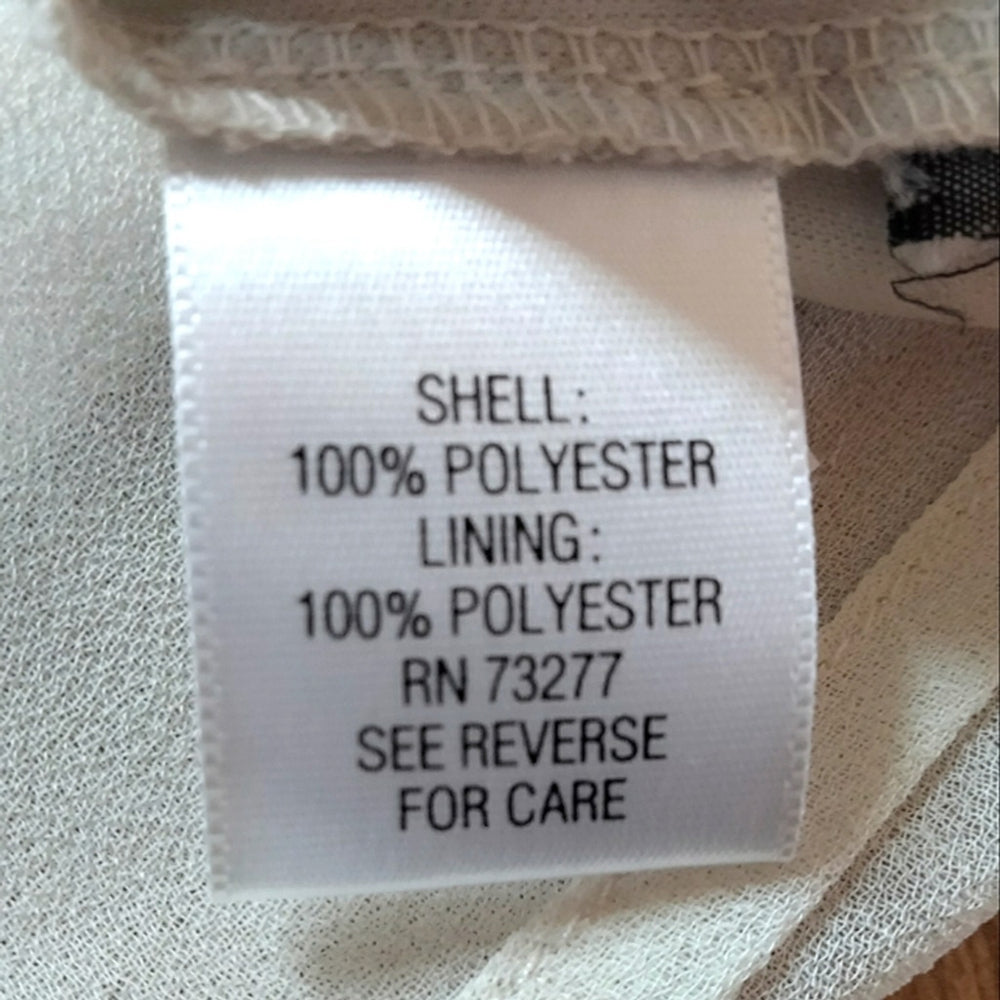 SHELL:
100% POLYESTER
LINING:
100% POLYESTER
RN 73277
SEE REVERSE
FOR CARE